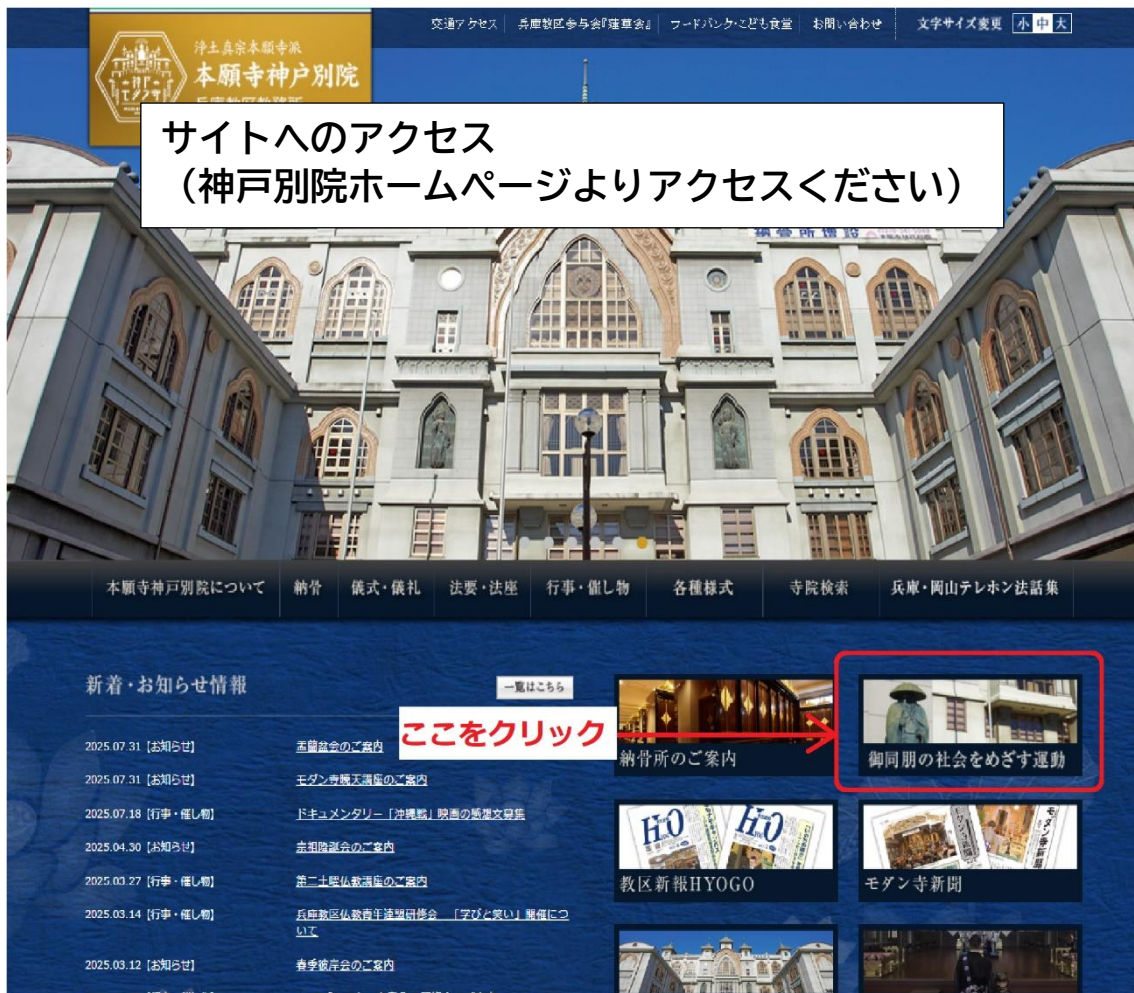 交通アクセス
兵庫教区参与会『蓮華会』
フードバンク・こども食堂
お問い合わせ
文字サイズ変更
小 中 大
浄土真宗本願寺派
本願寺神戸別院
サイトへのアクセス
（神戸別院ホームページよりアクセスください）
本願寺神戸別院について
納骨
儀式・儀礼
法要・法座
行事・催し物
各種様式
寺院検索
兵庫・岡山テレホン法話集
新着・お知らせ情報
一覧はこちら
ここをクリック
2025.07.31 [お知らせ] 盂蘭盆会のご案内
2025.07.31 [お知らせ] モダン寺暁天講座のご案内
2025.07.18 [行事・催し物] ドキュメンタリー「沖縄戦」映画の感想文募集
2025.04.30 [お知らせ] 宗祖降誕会のご案内
2025.03.27 [行事・催し物] 第二土曜仏教講座のご案内
2025.03.14 [行事・催し物] 兵庫教区仏教青年連盟研修会　「学びと笑い」開催につ
いて
2025.03.12 [お知らせ] 春季彼岸会のご案内
納骨所のご案内
御同朋の社会をめざす運動
教区新報HYOGO
モダン寺新聞